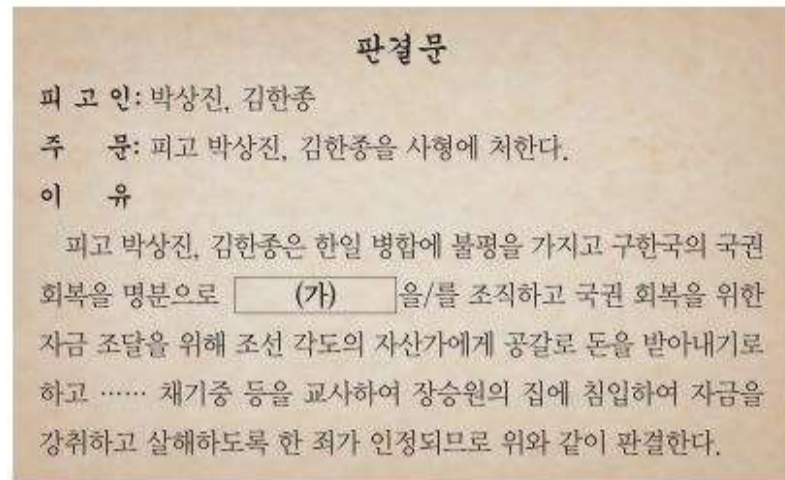 판결문
피 고 인: 박상진, 김한종
주 문: 피고 박상진, 김한종을 사형에 처한다.
이 유
피고 박상진, 김한종은 한일 병합에 불평을 가지고 구한국의 국권
회복을 명분으로 (가) 을/를 조직하고 국권 회복을 위한
자금 조달을 위해 조선 각도의 자산가에게 공갈로 돈을 받아내기로
하고 …… 채기중 등을 교사하여 장승원의 집에 침입하여 자금을
강취하고 살해하도록 한 죄가 인정되므로 위와 같이 판결한다.